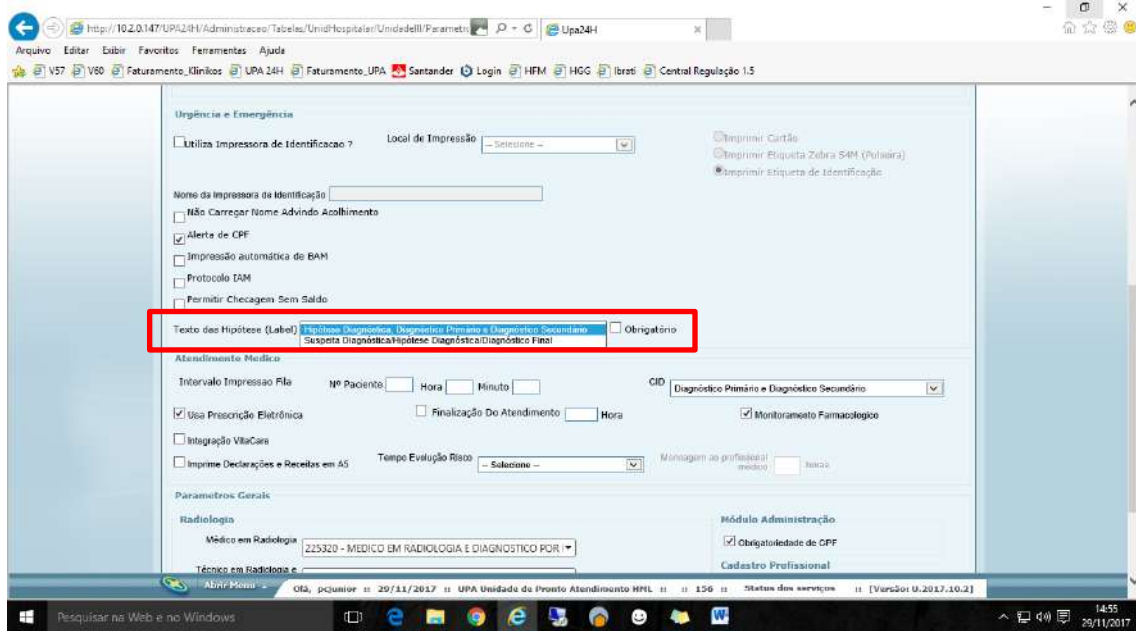 http://10.2.0.147/UPA24H/Administracao/Tabelas/UnidHospitalar/UnidadeIII/Parametr
Upa24H
Arquivo Editar Exibir Favoritos Ferramentas Ajuda
V57 V60 Faturamento_Klinikos UPA 24H Faturamento_UPA Santander Login HFM HGG Ibrati Central Regulação 1.5
Urgência e Emergência
Utiliza Impressora de Identificacao ? Local de Impressão -- Selecione --
Imprimir Cartão
Imprimir Etiqueta Zebra S4M (Pulseira)
Imprimir Etiqueta de Identificação
Nome da Impressora de Identificação
Não Carregar Nome Advindo Acolhimento
Alerta de CPF
Impressão automática de BAM
Protocolo IAM
Permitir Checagem Sem Saldo
Texto das Hipótese (Label) Hipótese Diagnóstica, Diagnóstico Primário e Diagnóstico Secundário Obrigatório
Suspeita Diagnóstica/Hipótese Diagnóstica/Diagnóstico Final
Atendimento Medico
Intervalo Impressao Fila Nº Paciente Hora Minuto CID Diagnóstico Primário e Diagnóstico Secundário
Usa Prescrição Eletrônica Finalização Do Atendimento Hora Monitoramento Farmacologico
Integração VitaCare
Imprime Declarações e Receitas em A5 Tempo Evolução Risco -- Selecione -- Mensagem ao profissional médico horas
Parametros Gerais
Radiologia Módulo Administração
Médico em Radiologia 225320 - MEDICO EM RADIOLOGIA E DIAGNOSTICO POR I Obrigatoriedade de CPF
Técnico em Radiologia e Cadastro Profissional
Abrir Menu Olá, pcjunior :: 29/11/2017 :: UPA Unidade de Pronto Atendimento HML :: :: 156 :: Status dos serviços :: [Versão: U.2017.10.2]
Pesquisar na Web e no Windows
14:55
29/11/2017